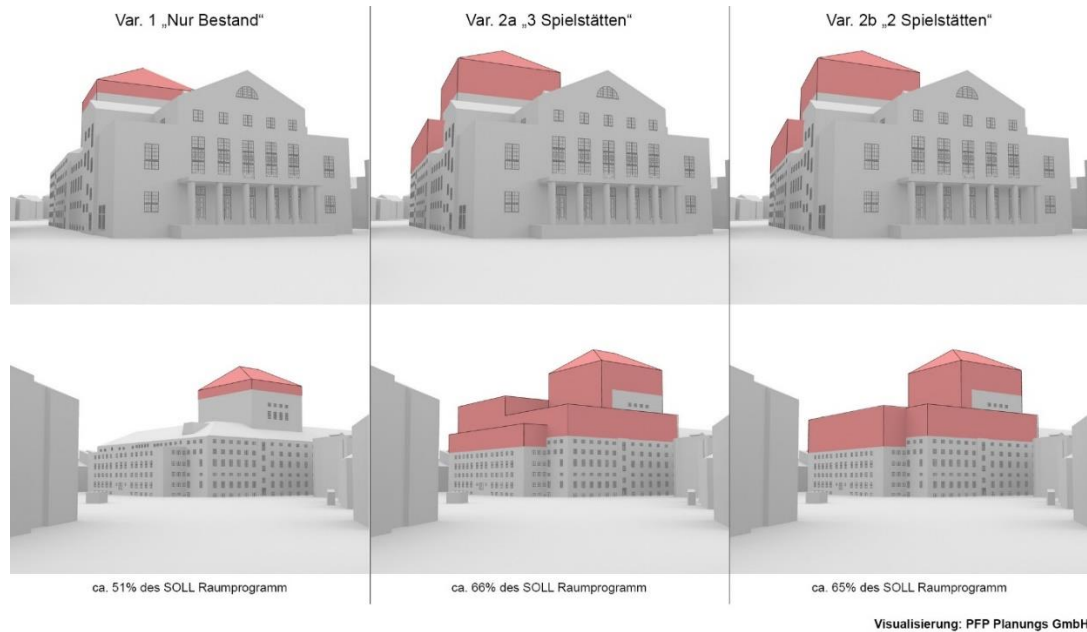 Var. 1 „Nur Bestand“
Var. 2a „3 Spielstätten“
Var. 2b „2 Spielstätten“
ca. 51% des SOLL Raumprogramm
ca. 66% des SOLL Raumprogramm
ca. 65% des SOLL Raumprogramm
Visualisierung: PFP Planungs GmbH